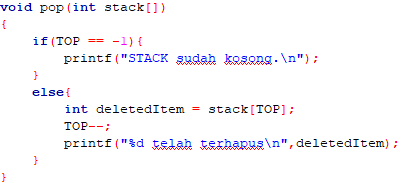 void pop(int stack[])
{
    if(TOP == -1){
        printf("STACK sudah kosong.\n");
    }
    else{
        int deletedItem = stack[TOP];
        TOP--;
        printf("%d telah terhapus\n",deletedItem);
    }
}